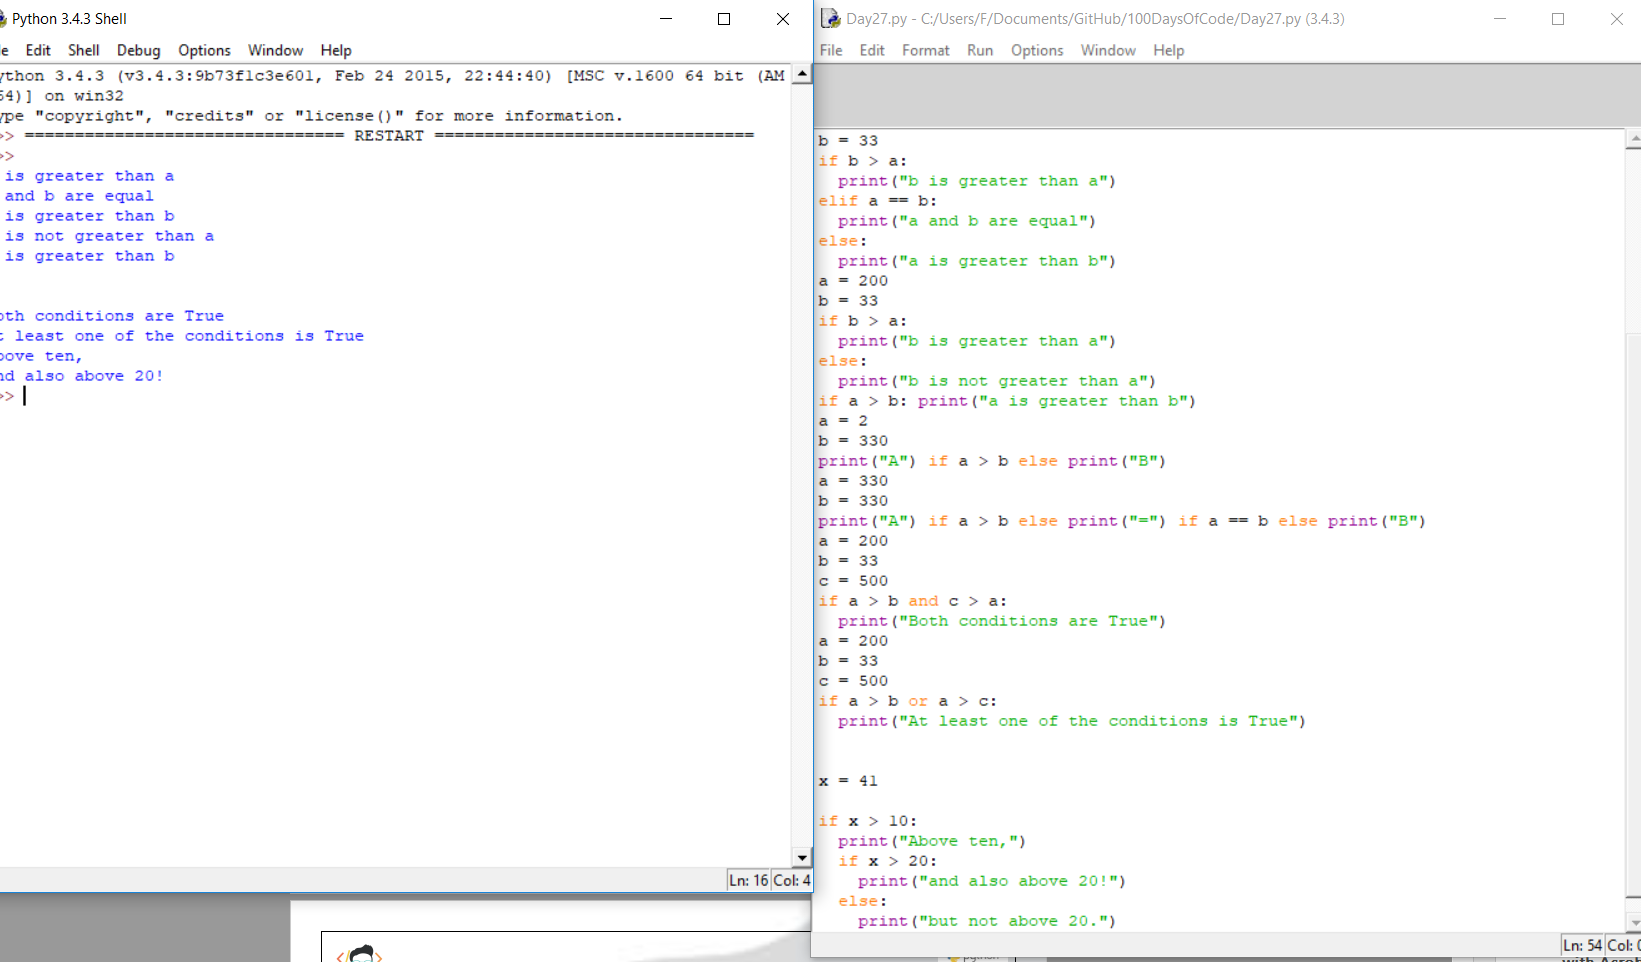 Python 3.4.3 Shell
Edit Shell Debug Options Window Help
ython 3.4.3 (v3.4.3:9b73f1c3e601, Feb 24 2015, 22:44:40) [MSC v.1600 64 bit (AM
64)] on win32
ype "copyright", "credits" or "license()" for more information.
>> ================================ RESTART ================================
>>
is greater than a
and b are equal
is greater than b
is not greater than a
is greater than b
oth conditions are True
t least one of the conditions is True
bove ten,
nd also above 20!
>>
Ln: 16 Col: 4
Day27.py - C:/Users/F/Documents/GitHub/100DaysOfCode/Day27.py (3.4.3)
File Edit Format Run Options Window Help
b = 33
if b > a:
  print("b is greater than a")
elif a == b:
  print("a and b are equal")
else:
  print("a is greater than b")
a = 200
b = 33
if b > a:
  print("b is greater than a")
else:
  print("b is not greater than a")
if a > b: print("a is greater than b")
a = 2
b = 330
print("A") if a > b else print("B")
a = 330
b = 330
print("A") if a > b else print("=") if a == b else print("B")
a = 200
b = 33
c = 500
if a > b and c > a:
  print("Both conditions are True")
a = 200
b = 33
c = 500
if a > b or a > c:
  print("At least one of the conditions is True")
x = 41
if x > 10:
  print("Above ten,")
  if x > 20:
    print("and also above 20!")
  else:
    print("but not above 20.")
Ln: 54 Col: 0